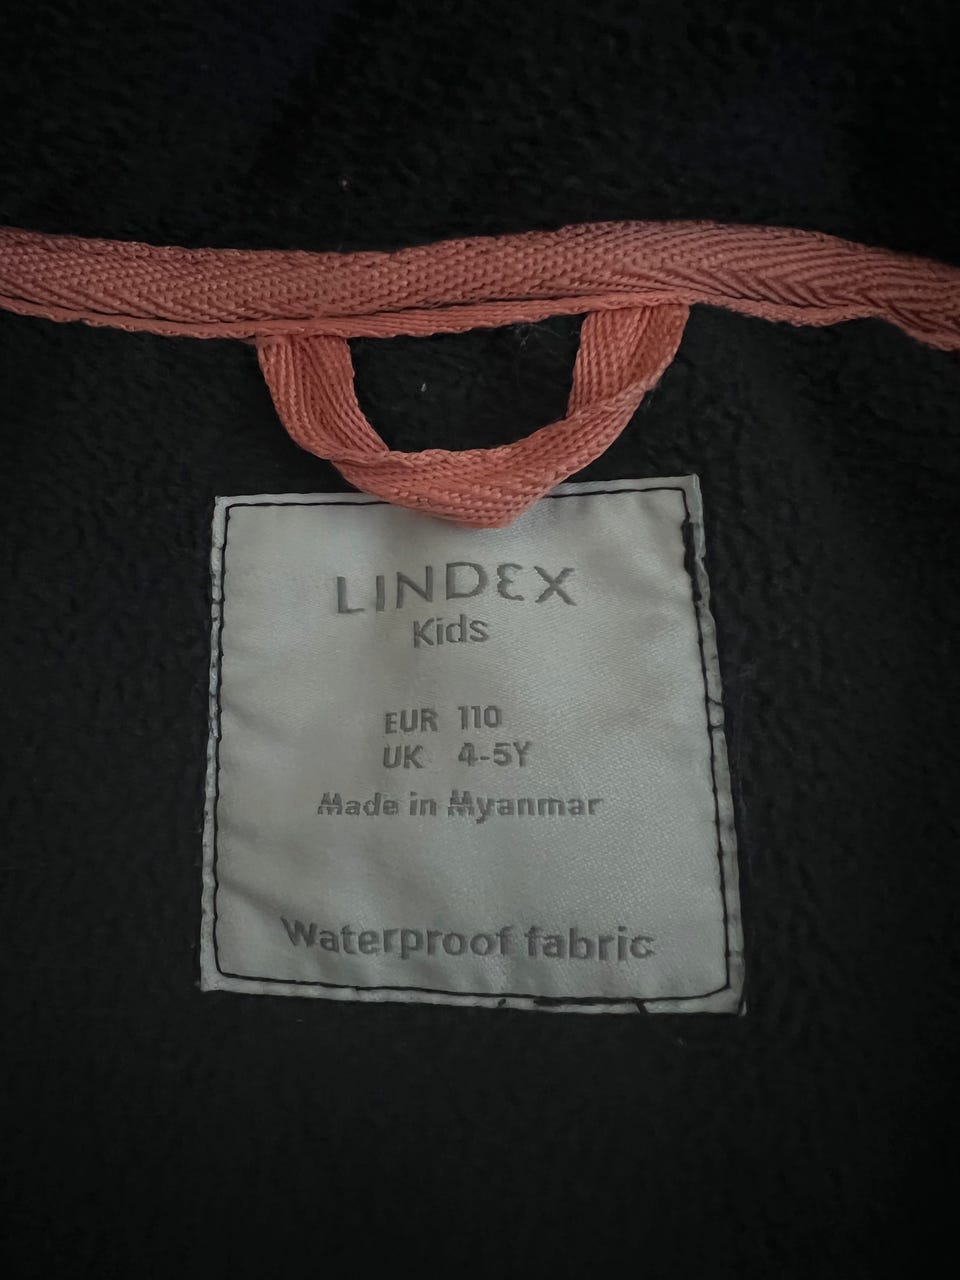 LINDEX
Kids
EUR 110
UK 4-5Y
Made in Myanmar
Waterproof fabric